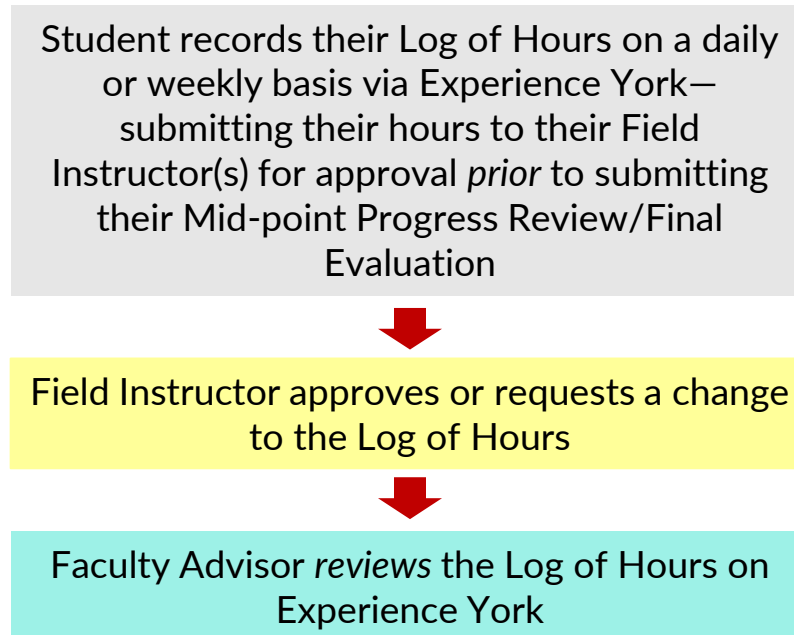 Student records their Log of Hours on a daily
or weekly basis via Experience York—
submitting their hours to their Field
Instructor(s) for approval prior to submitting
their Mid-point Progress Review/Final
Evaluation
Field Instructor approves or requests a change
to the Log of Hours
Faculty Advisor reviews the Log of Hours on
Experience York